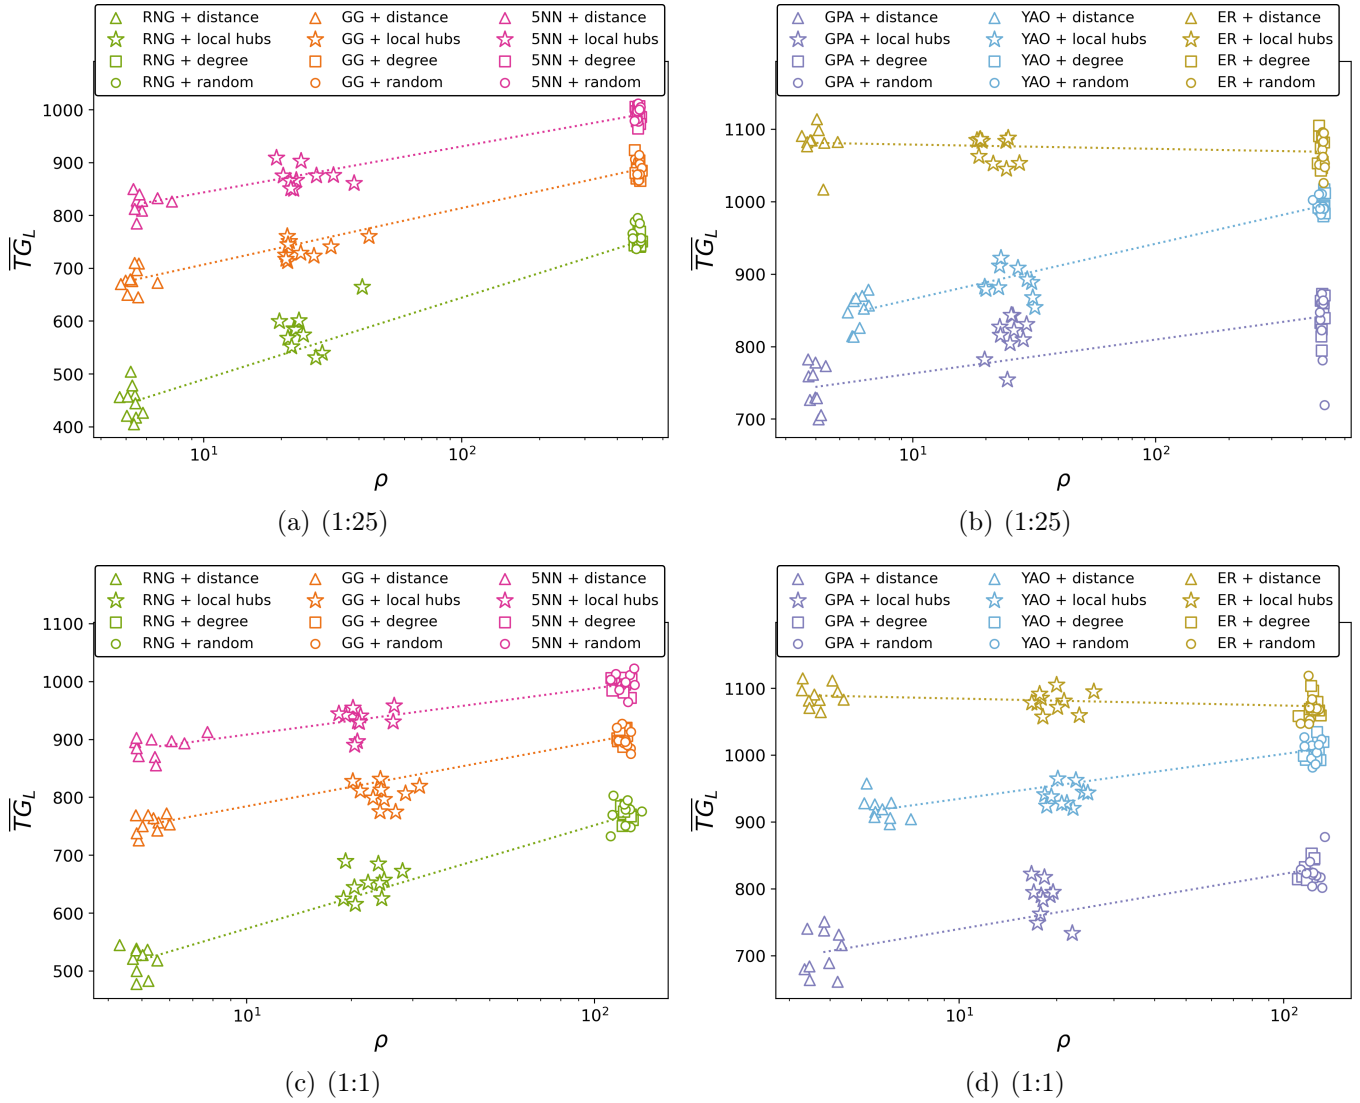 RNG + distance GG + distance 5NN + distance
RNG + local hubs GG + local hubs 5NN + local hubs
RNG + degree GG + degree 5NN + degree
RNG + random GG + random 5NN + random
1000
900
800
700
600
500
400
TG_L
10^1 10^2
ρ
(a) (1:25)
GPA + distance YAO + distance ER + distance
GPA + local hubs YAO + local hubs ER + local hubs
GPA + degree YAO + degree ER + degree
GPA + random YAO + random ER + random
1100
1000
900
800
700
TG_L
10^1 10^2
ρ
(b) (1:25)
RNG + distance GG + distance 5NN + distance
RNG + local hubs GG + local hubs 5NN + local hubs
RNG + degree GG + degree 5NN + degree
RNG + random GG + random 5NN + random
1100
1000
900
800
700
600
500
TG_L
10^1 10^2
ρ
(c) (1:1)
GPA + distance YAO + distance ER + distance
GPA + local hubs YAO + local hubs ER + local hubs
GPA + degree YAO + degree ER + degree
GPA + random YAO + random ER + random
1100
1000
900
800
700
TG_L
10^1 10^2
ρ
(d) (1:1)